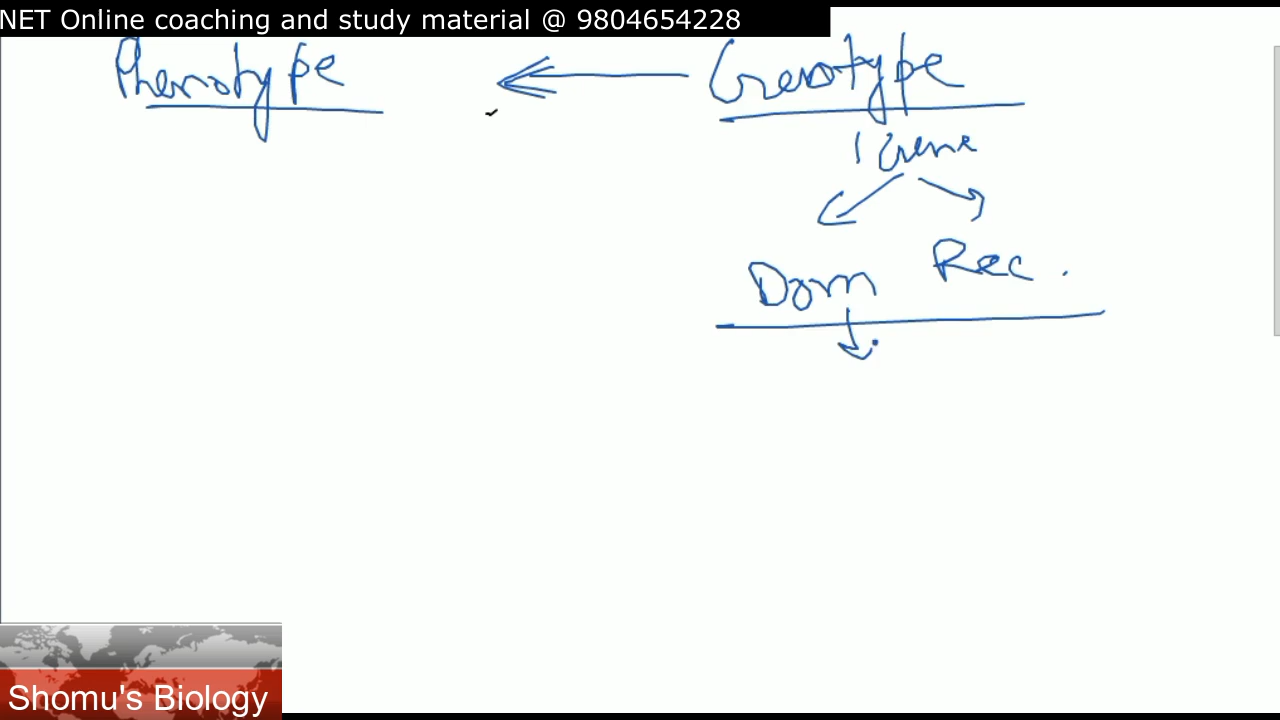 NET Online coaching and study material @ 9804654228
Phenotype Genotype
1 Gene
Dom Rec.
Shomu's Biology